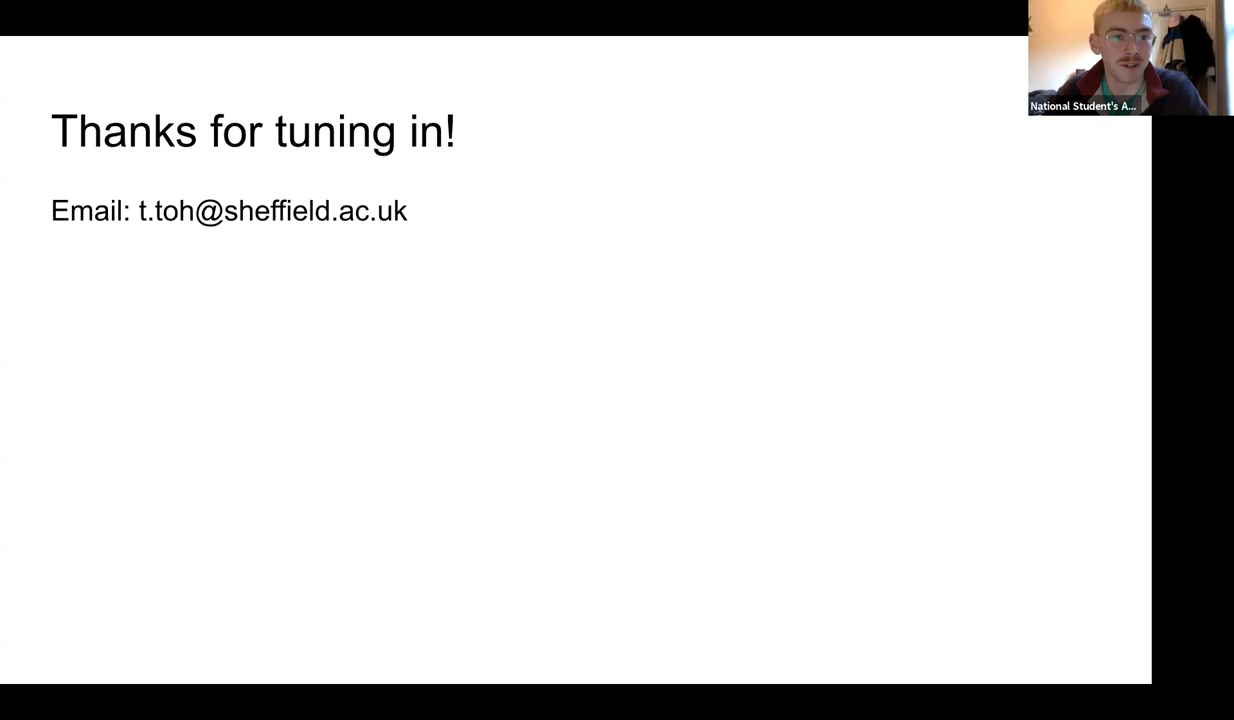 National Student's A...
Thanks for tuning in!
Email: t.toh@sheffield.ac.uk